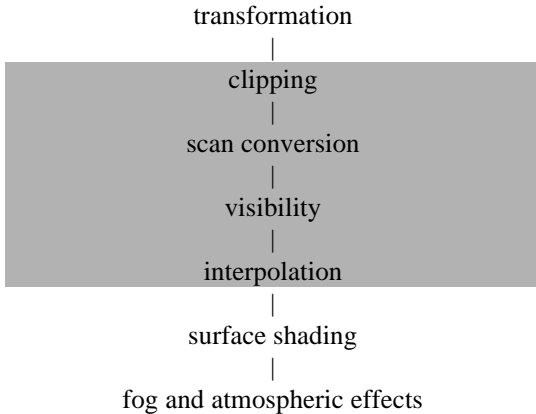 transformation
clipping
scan conversion
visibility
interpolation
surface shading
fog and atmospheric effects